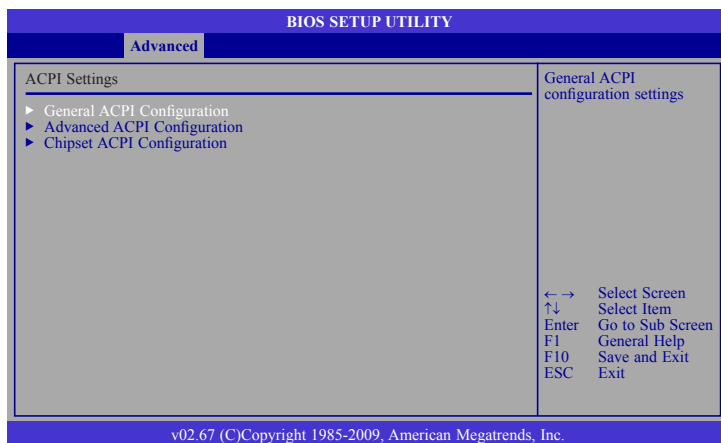 BIOS SETUP UTILITY
Advanced
ACPI Settings
▶ General ACPI Configuration
▶ Advanced ACPI Configuration
▶ Chipset ACPI Configuration
General ACPI
configuration settings
←→ Select Screen
↑↓ Select Item
Enter Go to Sub Screen
F1 General Help
F10 Save and Exit
ESC Exit
v02.67 (C)Copyright 1985-2009, American Megatrends, Inc.